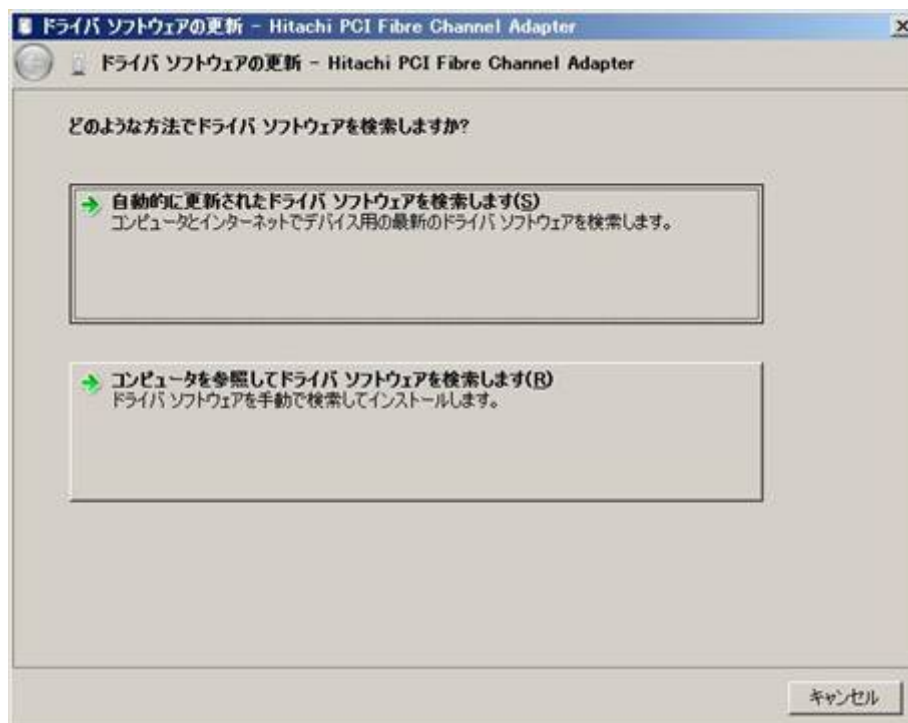 ドライバ ソフトウェアの更新 - Hitachi PCI Fibre Channel Adapter
ドライバ ソフトウェアの更新 - Hitachi PCI Fibre Channel Adapter
どのような方法でドライバ ソフトウェアを検索しますか?
自動的に更新されたドライバ ソフトウェアを検索します(S)
コンピュータとインターネットでデバイス用の最新のドライバ ソフトウェアを検索します。
コンピュータを参照してドライバ ソフトウェアを検索します(R)
ドライバ ソフトウェアを手動で検索してインストールします。
キャンセル